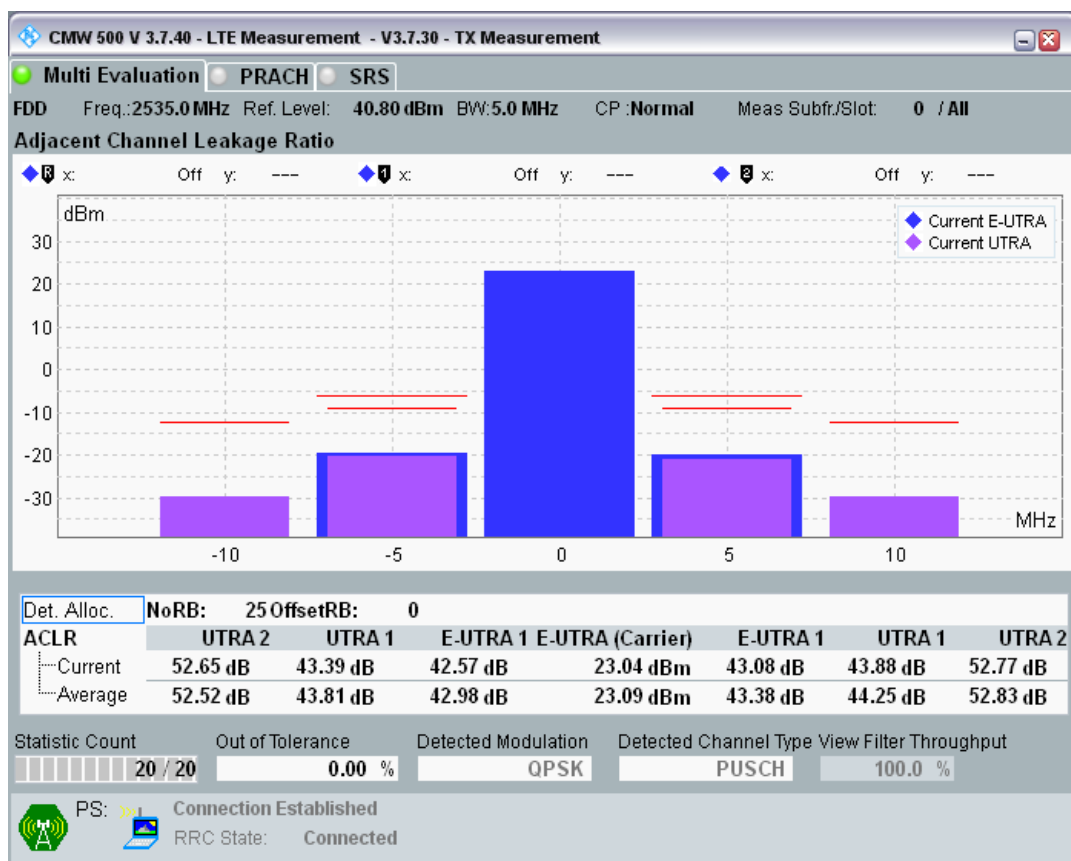 CMW 500 V 3.7.40 - LTE Measurement - V3.7.30 - TX Measurement
Multi Evaluation PRACH SRS
FDD Freq.:2535.0 MHz Ref. Level: 40.80 dBm BW:5.0 MHz CP :Normal Meas Subfr./Slot: 0 / All
Adjacent Channel Leakage Ratio
R x: Off y: --- 1 x: Off y: --- 2 x: Off y: ---
dBm
Current E-UTRA
Current UTRA
30
20
10
0
-10
-20
-30
MHz
-10 -5 0 5 10
Det. Alloc. NoRB: 25 OffsetRB: 0
ACLR UTRA 2 UTRA 1 E-UTRA 1 E-UTRA (Carrier) E-UTRA 1 UTRA 1 UTRA 2
Current 52.65 dB 43.39 dB 42.57 dB 23.04 dBm 43.08 dB 43.88 dB 52.77 dB
Average 52.52 dB 43.81 dB 42.98 dB 23.09 dBm 43.38 dB 44.25 dB 52.83 dB
Statistic Count Out of Tolerance Detected Modulation Detected Channel Type View Filter Throughput
20 / 20 0.00 % QPSK PUSCH 100.0 %
PS: Connection Established
RRC State: Connected